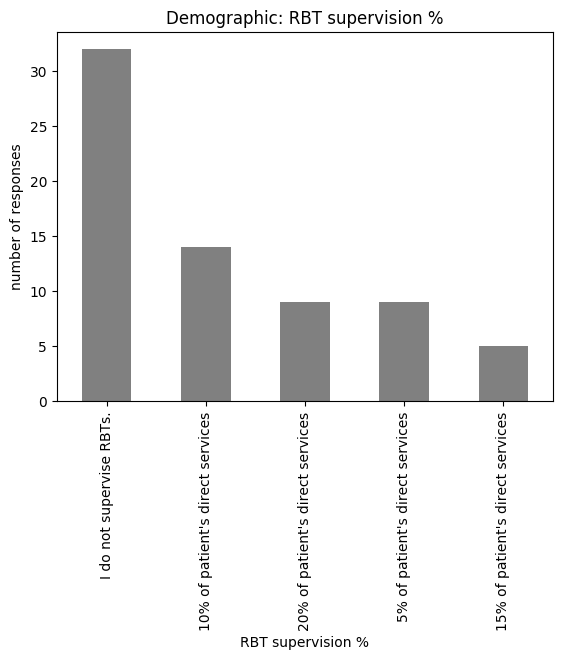 Demographic: RBT supervision %
number of responses
30
25
20
15
10
5
0
I do not supervise RBTs.
10% of patient's direct services
20% of patient's direct services
5% of patient's direct services
15% of patient's direct services
RBT supervision %